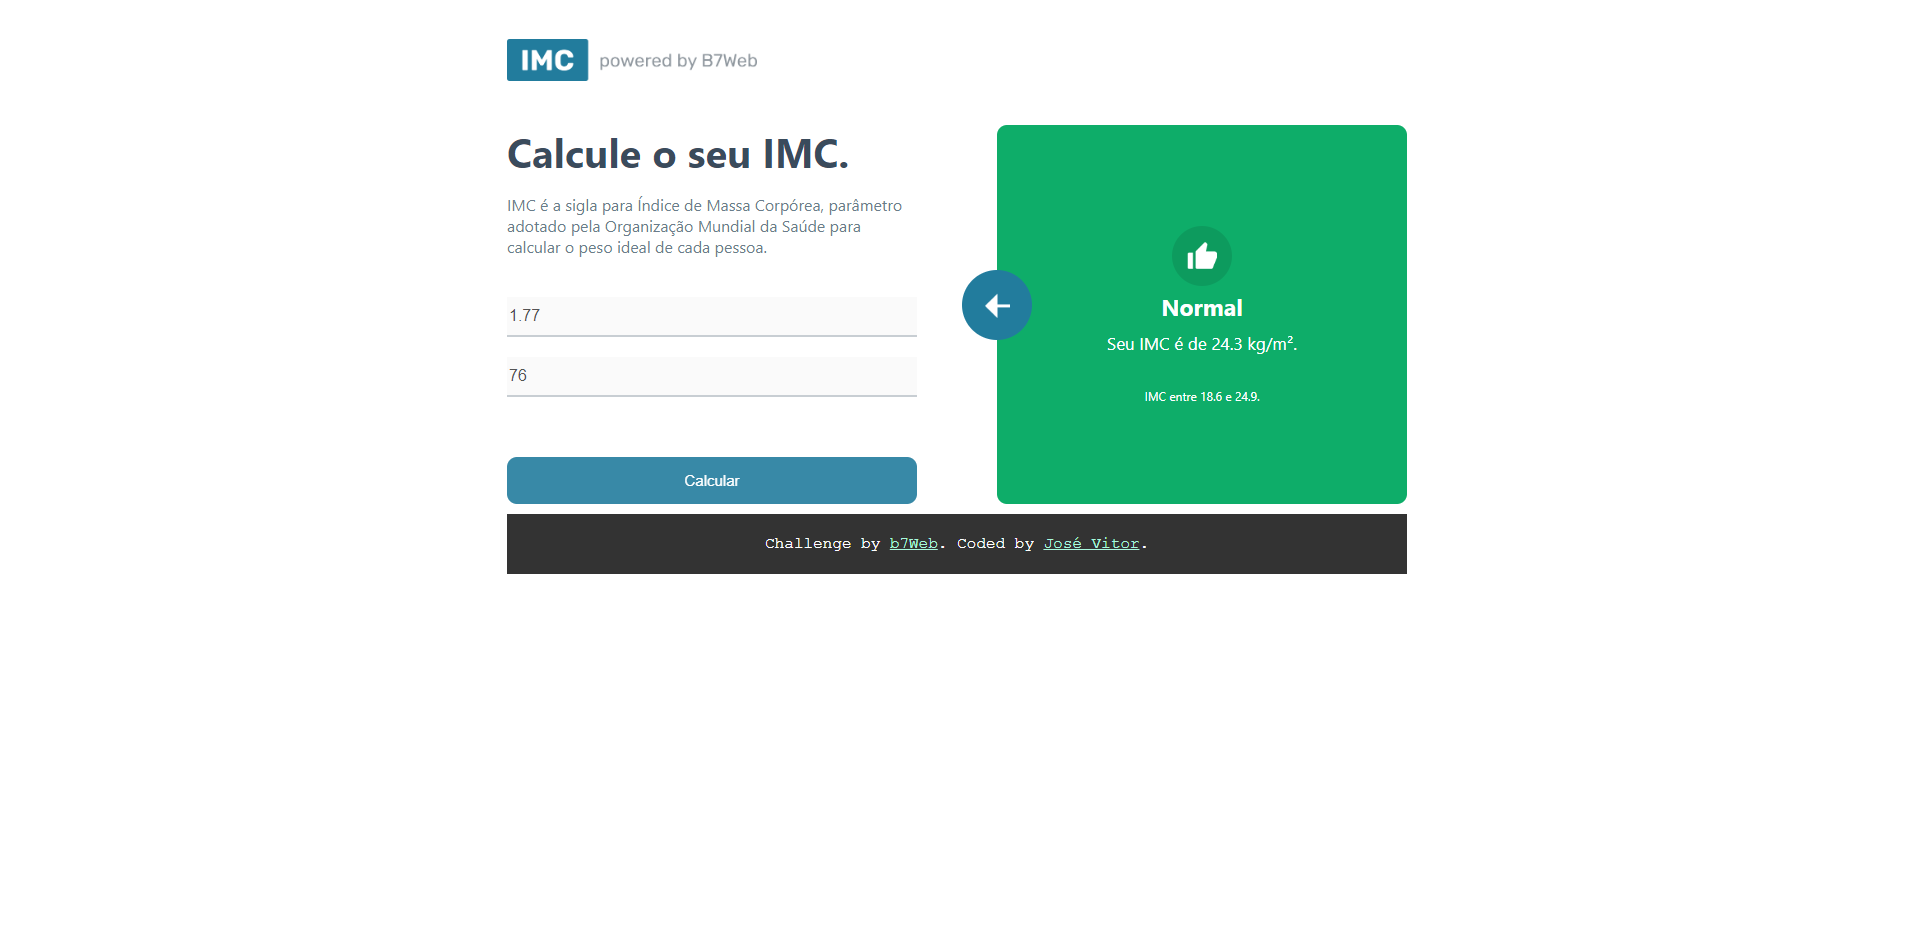 IMC powered by B7Web
Calcule o seu IMC.
IMC é a sigla para Índice de Massa Corpórea, parâmetro
adotado pela Organização Mundial da Saúde para
calcular o peso ideal de cada pessoa.
1.77
76
Calcular
Normal
Seu IMC é de 24.3 kg/m².
IMC entre 18.6 e 24.9.
Challenge by b7Web. Coded by José Vitor.